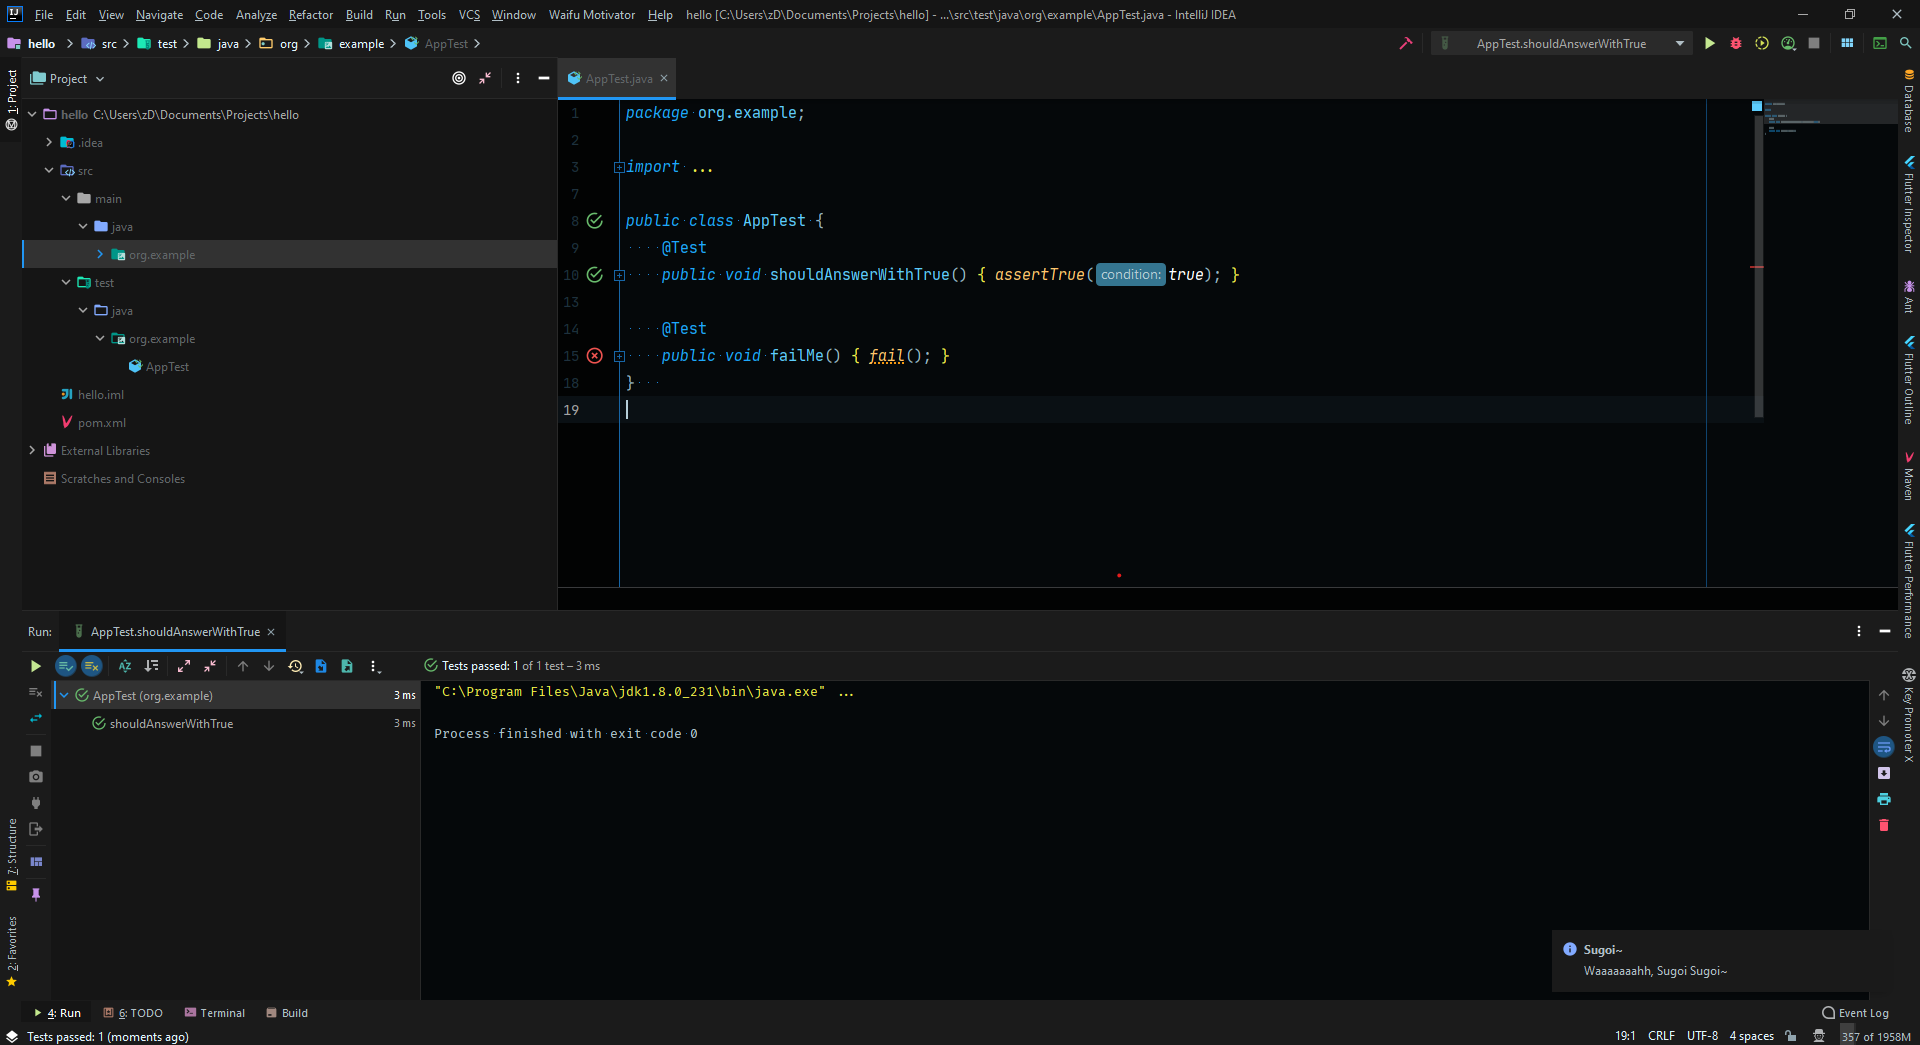 File Edit View Navigate Code Analyze Refactor Build Run Tools VCS Window Waifu Motivator Help hello [C:\Users\zD\Documents\Projects\hello] - ...\src\test\java\org\example\AppTest.java - IntelliJ IDEA
hello src test java org example AppTest
AppTest.shouldAnswerWithTrue
1: Project
Project
hello C:\Users\zD\Documents\Projects\hello
.idea
src
main
java
org.example
test
java
org.example
AppTest
hello.iml
pom.xml
External Libraries
Scratches and Consoles
AppTest.java
1 package org.example;
2
3 import ...
7
8 public class AppTest {
9 @Test
10 public void shouldAnswerWithTrue() { assertTrue( condition: true); }
13
14 @Test
15 public void failMe() { fail(); }
18 }
19
Database
Flutter Inspector
Ant
Flutter Outline
Maven
Flutter Performance
Key Promoter X
Run: AppTest.shouldAnswerWithTrue
Tests passed: 1 of 1 test – 3 ms
AppTest (org.example) 3 ms
shouldAnswerWithTrue 3 ms
"C:\Program Files\Java\jdk1.8.0_231\bin\java.exe" ...
Process finished with exit code 0
7: Structure
2: Favorites
Sugoi~
Waaaaaaahh, Sugoi Sugoi~
4: Run 6: TODO Terminal Build Event Log
Tests passed: 1 (moments ago) 19:1 CRLF UTF-8 4 spaces 357 of 1958M